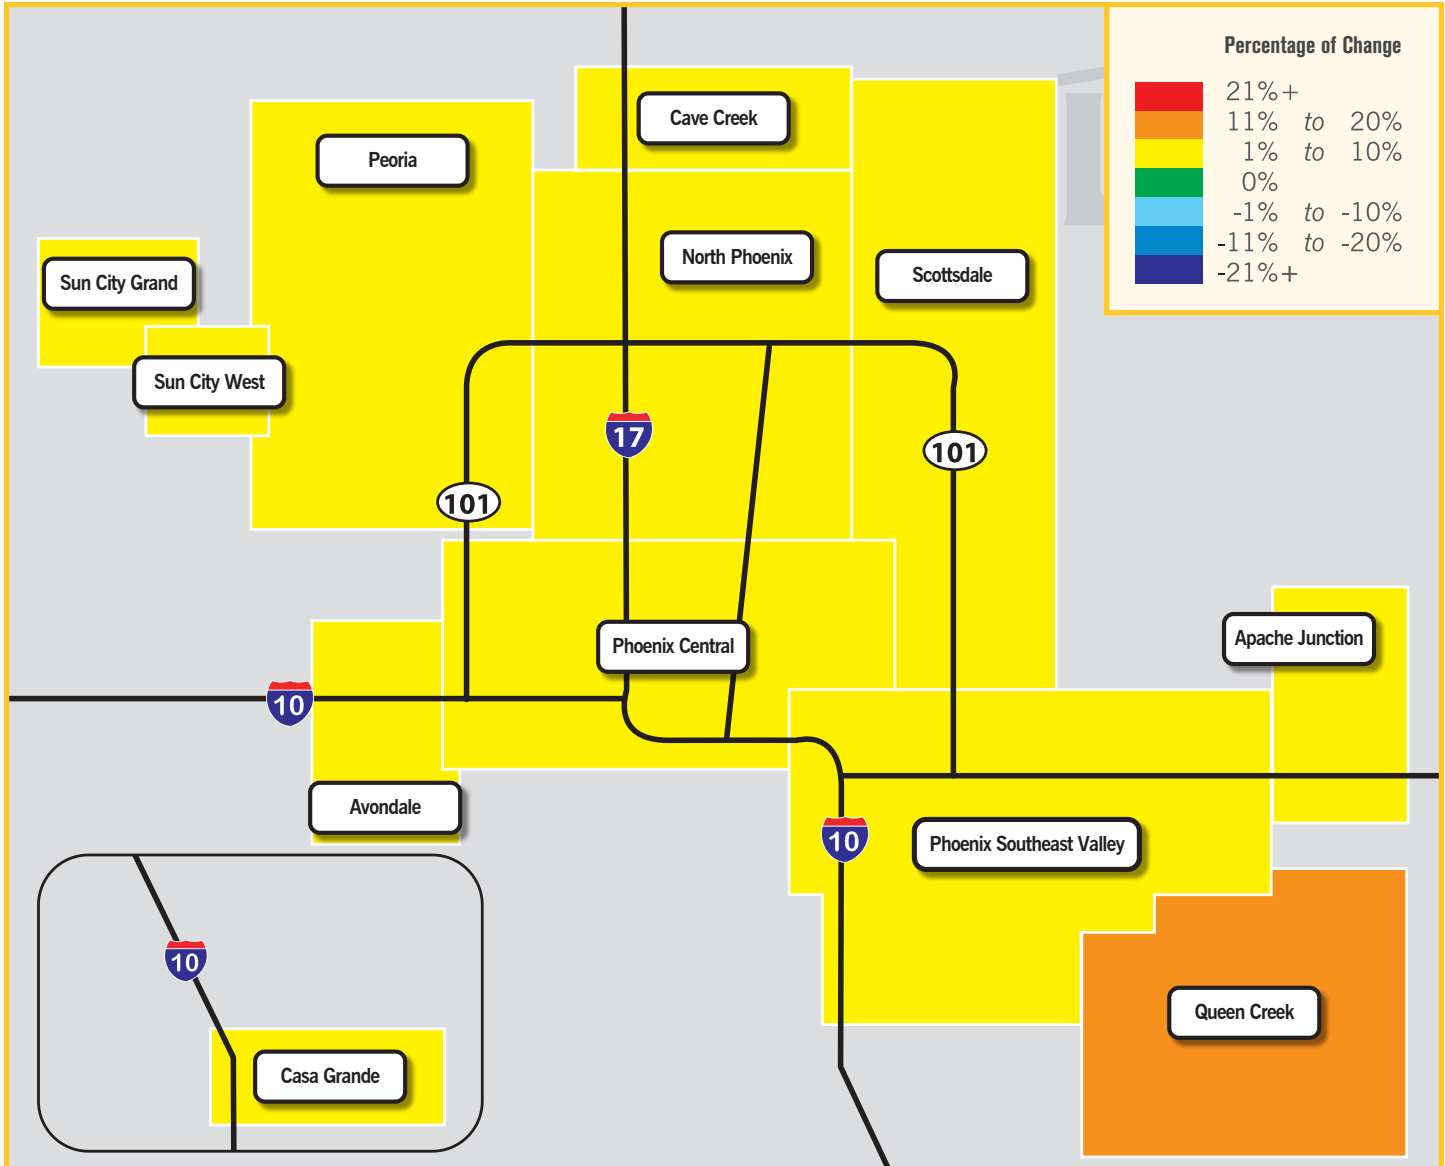 Percentage of Change
21%+
11% to 20%
1% to 10%
0%
-1% to -10%
-11% to -20%
-21%+
Cave Creek
Peoria
North Phoenix
Scottsdale
Sun City Grand
Sun City West
17
101
101
Phoenix Central
Apache Junction
10
Avondale
10
Phoenix Southeast Valley
10
Queen Creek
Casa Grande